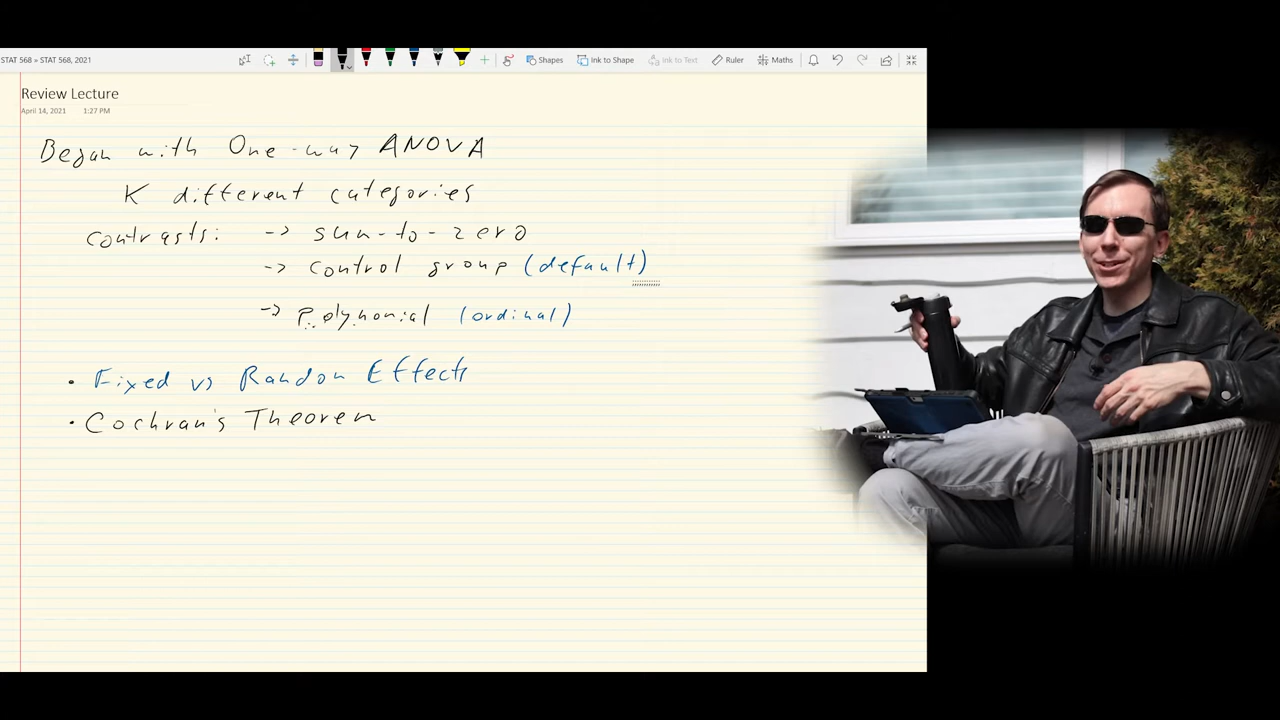 STAT 568 » STAT 568, 2021
Shapes Ink to Shape Ink to Text Ruler Maths
Review Lecture
April 14, 2021 1:27 PM
Began with One-way ANOVA
K different categories
contrasts: -> sum-to-zero
-> control group (default)
-> Polynomial (ordinal)
• Fixed vs Random Effects
• Cochran's Theorem